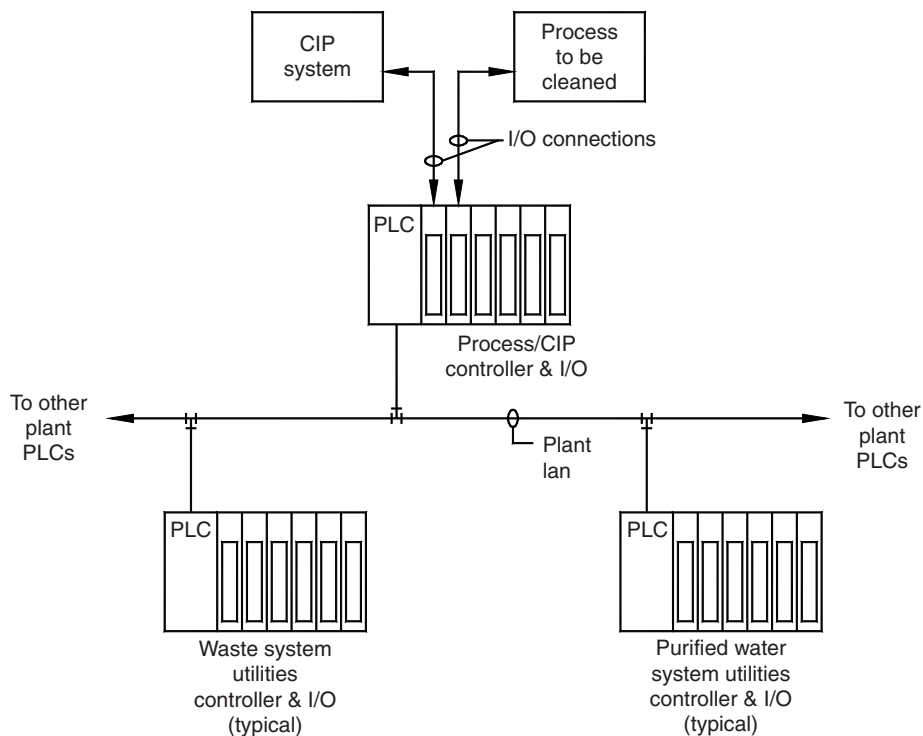 CIP
system
Process
to be
cleaned
I/O connections
PLC
Process/CIP
controller & I/O
To other
plant
PLCs
To other
plant
PLCs
Plant
lan
PLC
PLC
Waste system
utilities
controller & I/O
(typical)
Purified water
system utilities
controller & I/O
(typical)